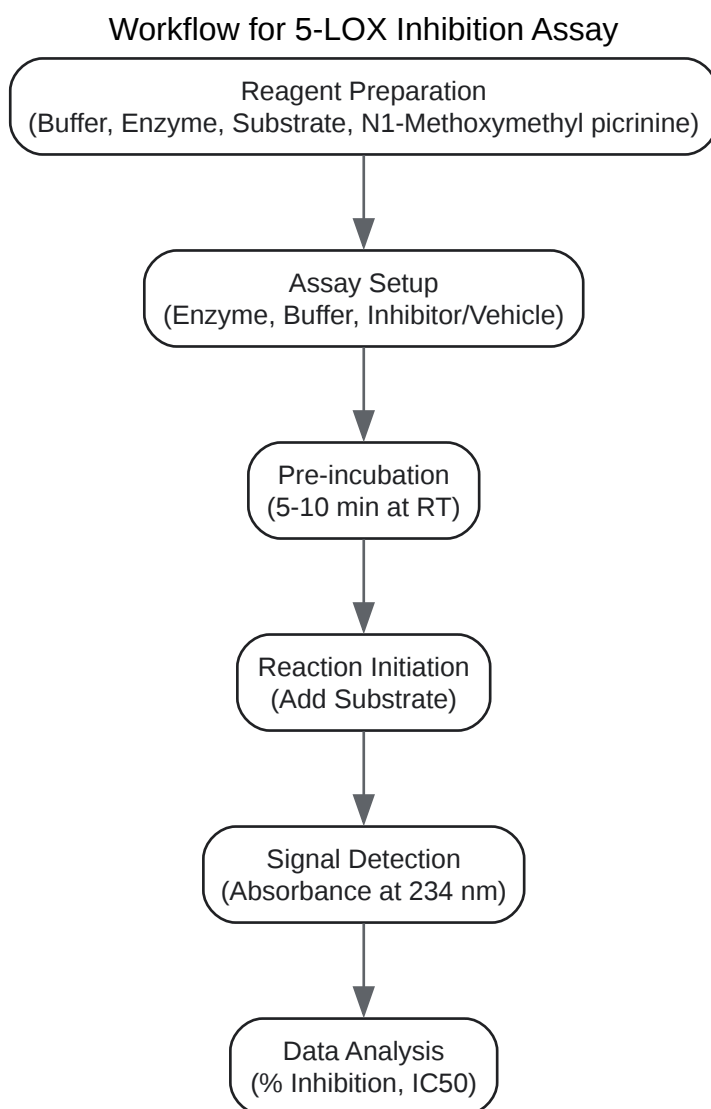 Workflow for 5-LOX Inhibition Assay
Reagent Preparation
(Buffer, Enzyme, Substrate, N1-Methoxymethyl picrinine)
Assay Setup
(Enzyme, Buffer, Inhibitor/Vehicle)
Pre-incubation
(5-10 min at RT)
Reaction Initiation
(Add Substrate)
Signal Detection
(Absorbance at 234 nm)
Data Analysis
(% Inhibition, IC50)